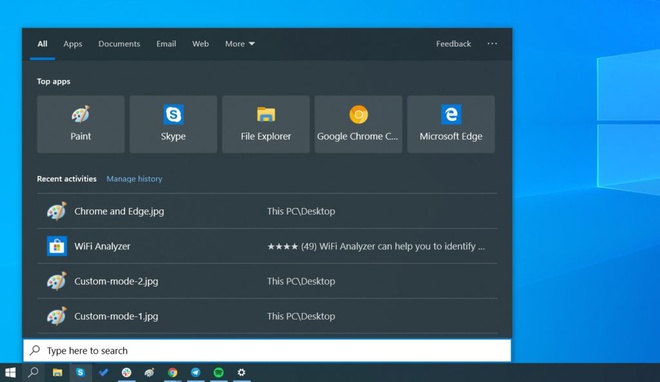 All Apps Documents Email Web More Feedback ...
Top apps
Paint Skype File Explorer Google Chrome C... Microsoft Edge
Recent activities Manage history
Chrome and Edge.jpg This PC\Desktop
WiFi Analyzer ★★★★ (49) WiFi Analyzer can help you to identify ...
Custom-mode-2.jpg This PC\Desktop
Custom-mode-1.jpg This PC\Desktop
Type here to search